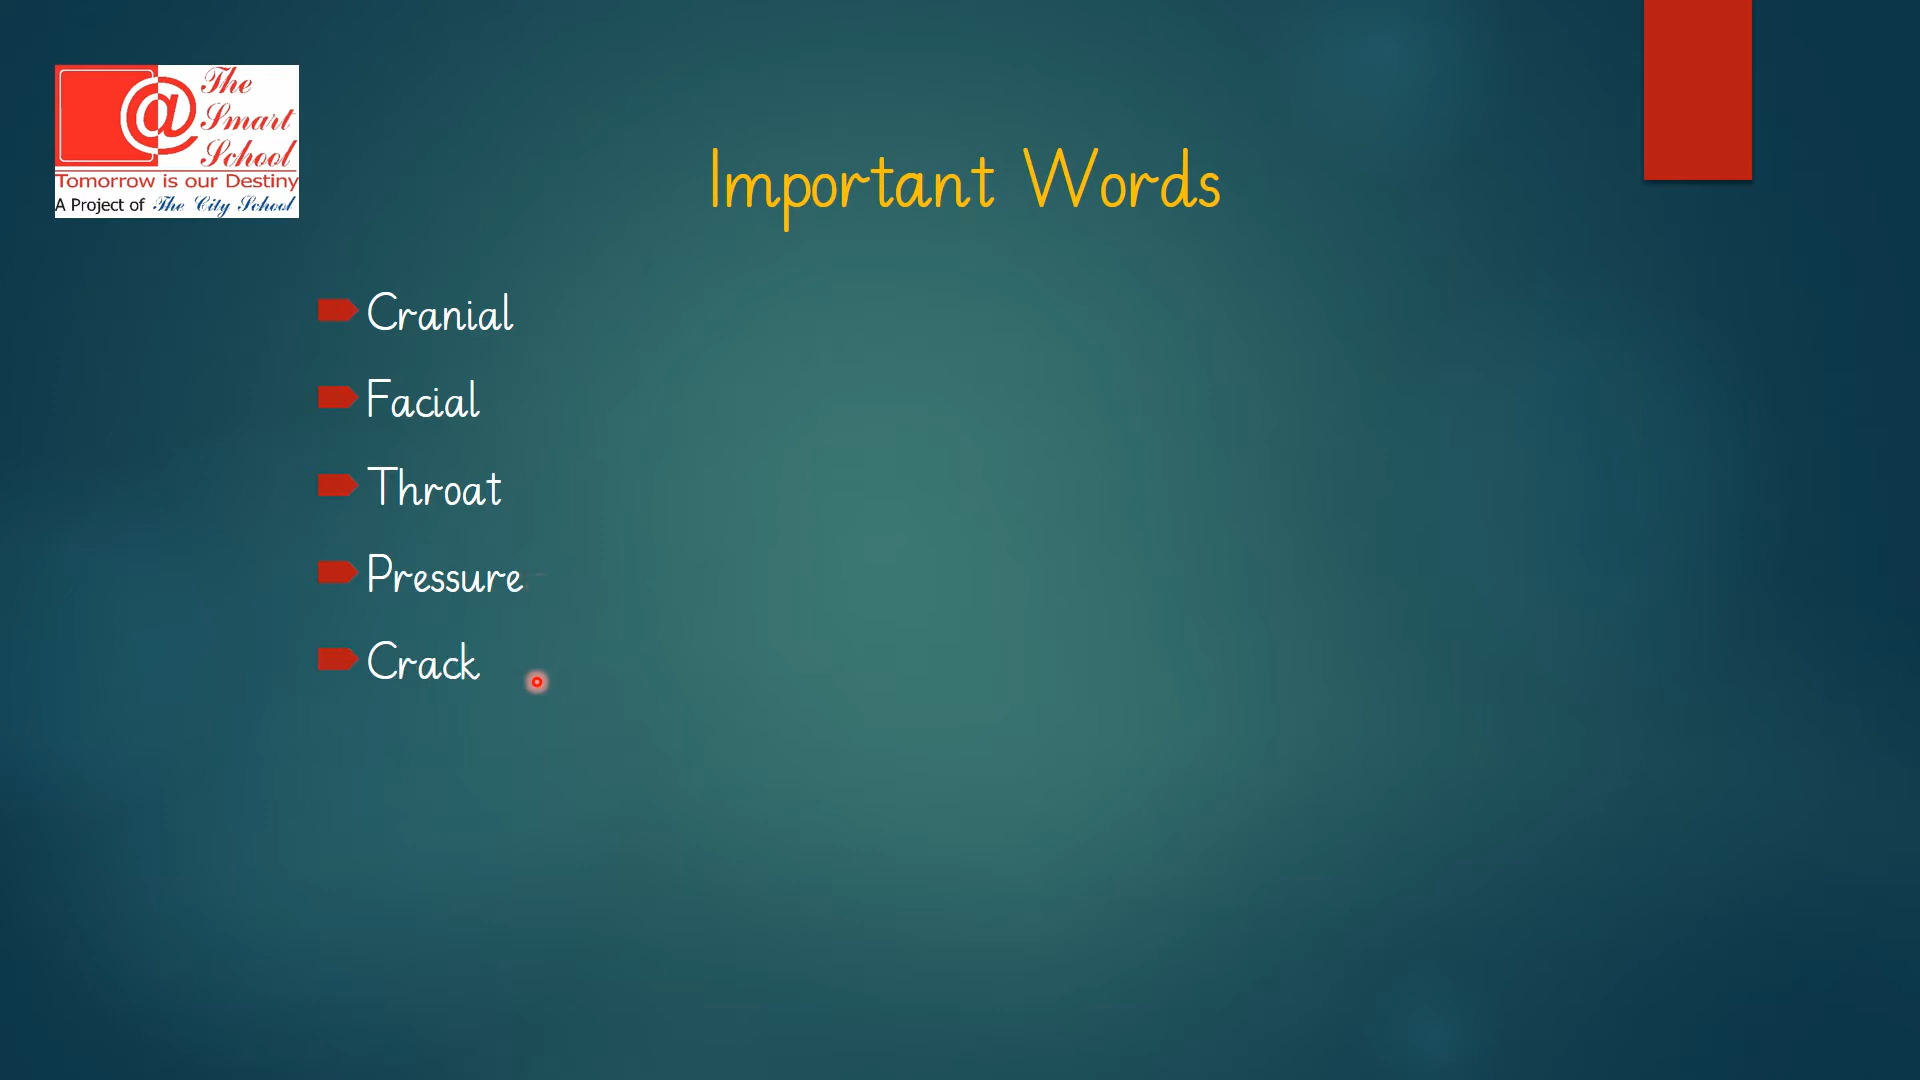 @ The
Smart
School
Tomorrow is our Destiny
A Project of The City School
Important Words
Cranial
Facial
Throat
Pressure
Crack